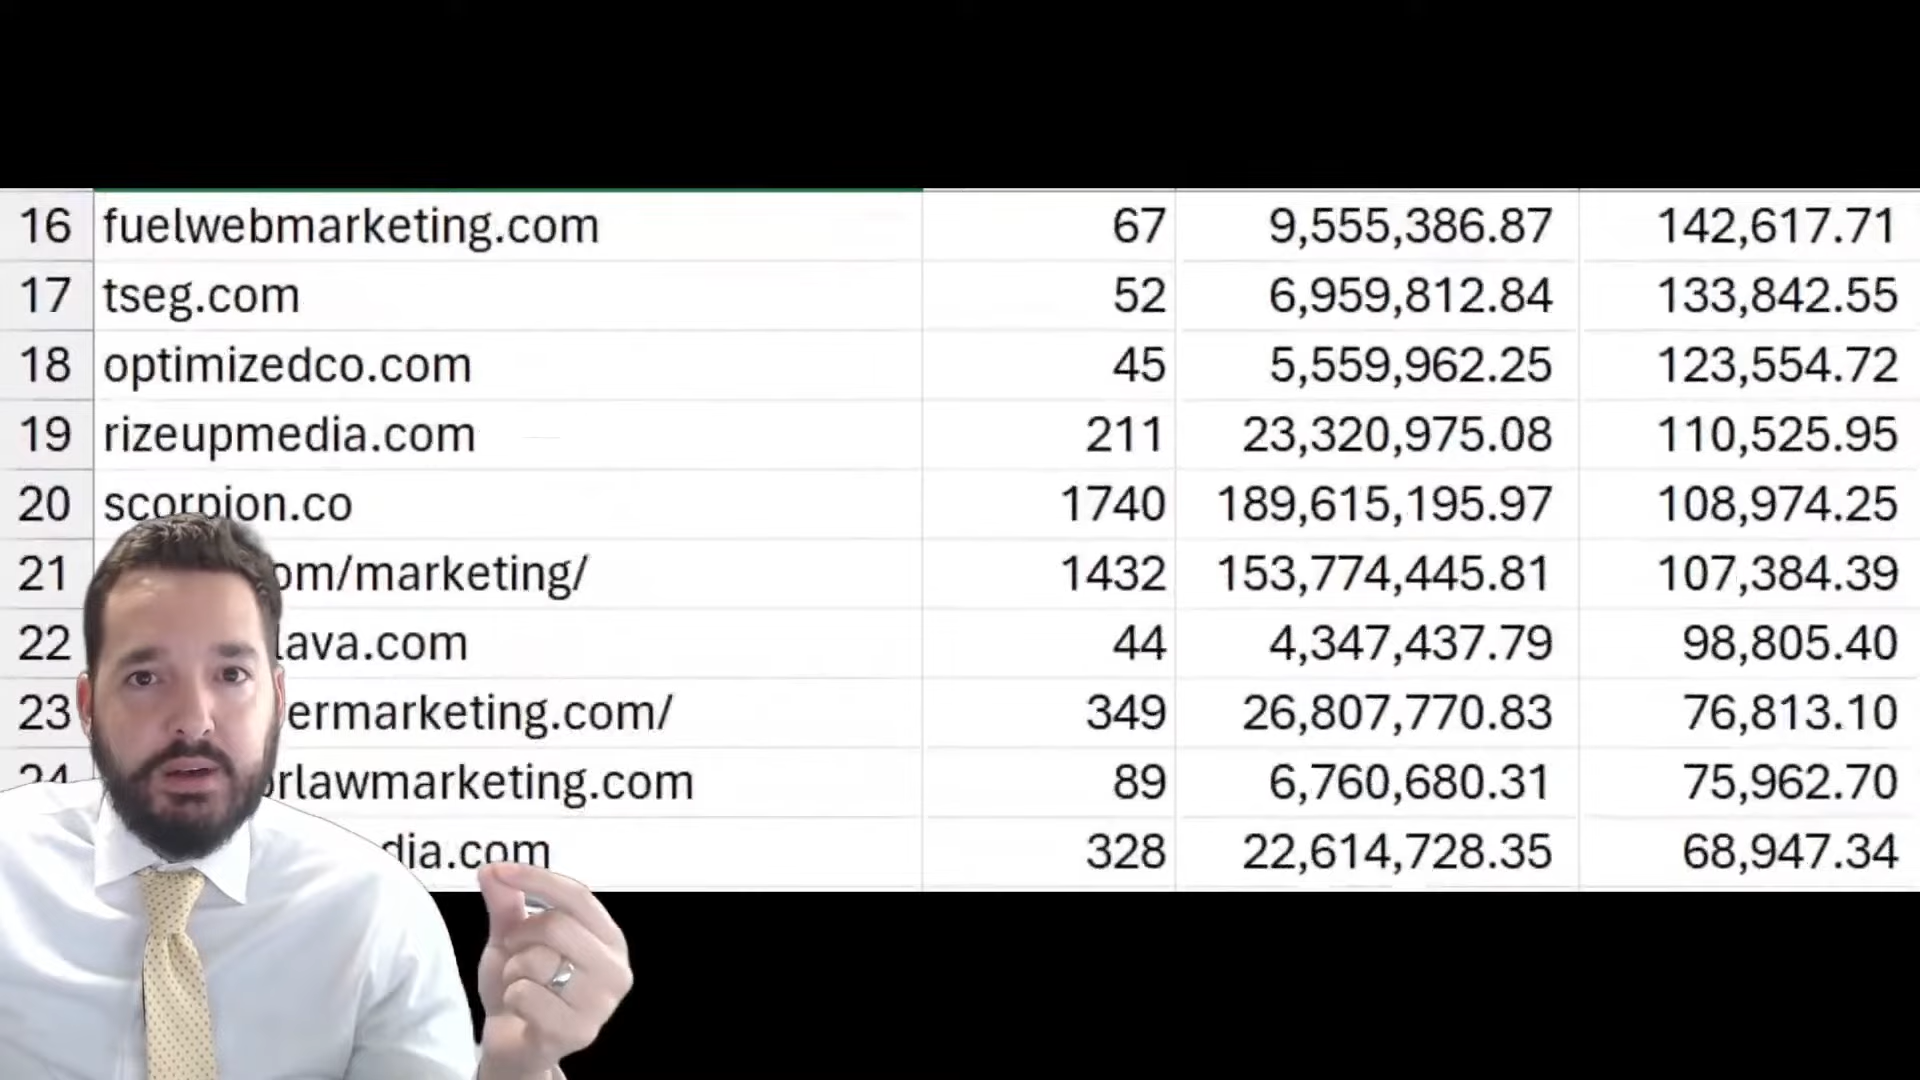 16 fuelwebmarketing.com 67 9,555,386.87 142,617.71
17 tseg.com 52 6,959,812.84 133,842.55
18 optimizedco.com 45 5,559,962.25 123,554.72
19 rizeupmedia.com 211 23,320,975.08 110,525.95
20 scorpion.co 1740 189,615,195.97 108,974.25
21 om/marketing/ 1432 153,774,445.81 107,384.39
22 lava.com 44 4,347,437.79 98,805.40
23 ermarketing.com/ 349 26,807,770.83 76,813.10
24 orlawmarketing.com 89 6,760,680.31 75,962.70
dia.com 328 22,614,728.35 68,947.34